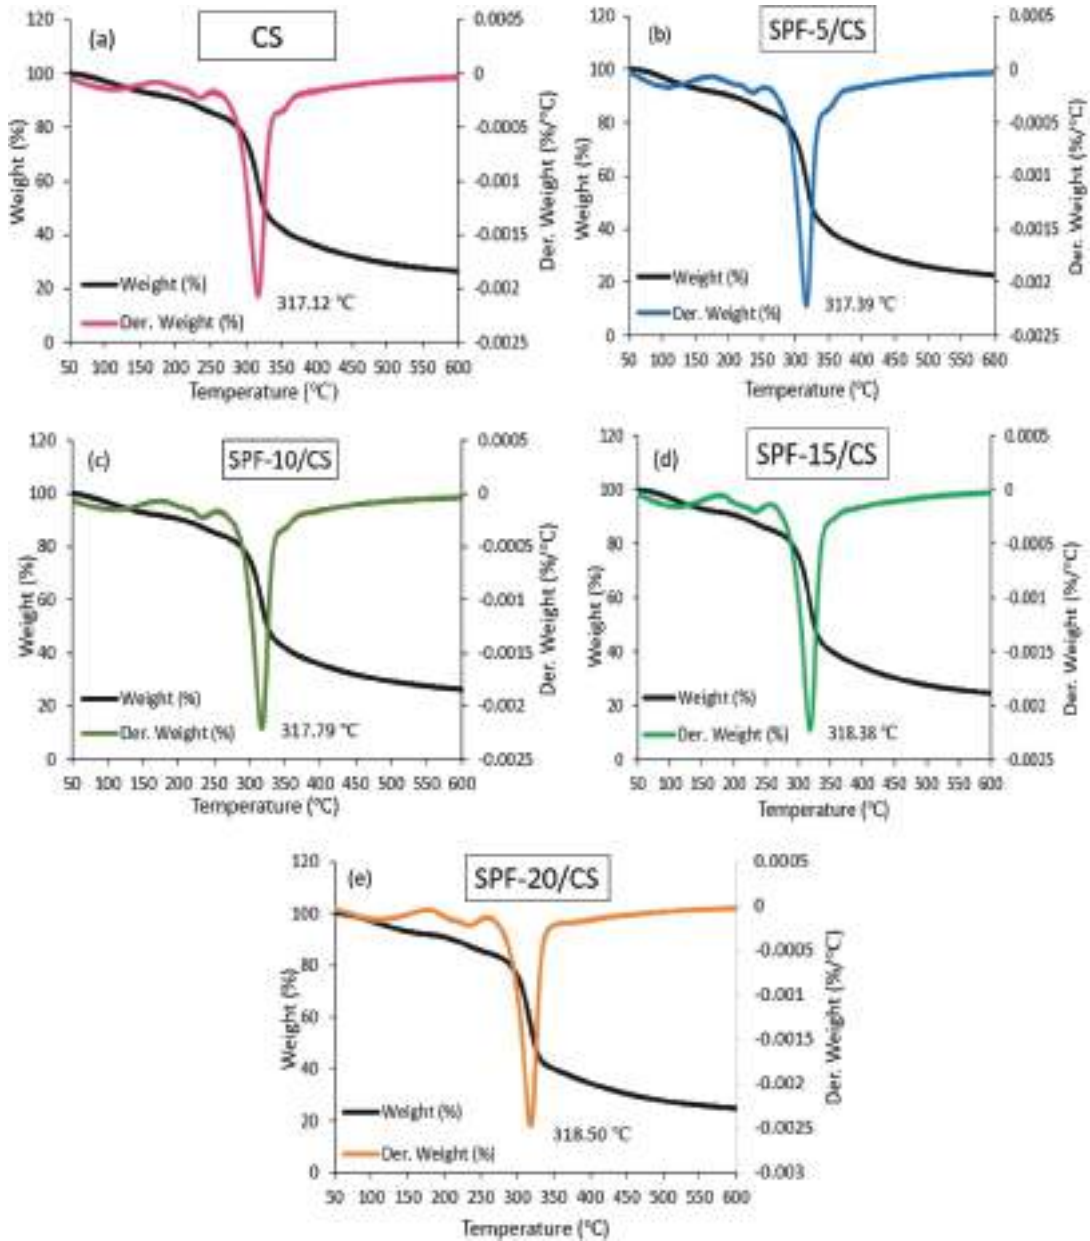 (a) CS
120
100
80
60
40
20
0
Weight (%)
0.0005
0
-0.0005
-0.001
-0.0015
-0.002
-0.0025
Der. Weight (%/°C)
Weight (%)
Der. Weight (%)
317.12 °C
50 100 150 200 250 300 350 400 450 500 550 600
Temperature (°C)
(b) SPF-5/CS
120
100
80
60
40
20
0
Weight (%)
0.0005
0
-0.0005
-0.001
-0.0015
-0.002
-0.0025
Der. Weight (%/°C)
Weight (%)
Der. Weight (%)
317.39 °C
50 100 150 200 250 300 350 400 450 500 550 600
Temperature (°C)
(c) SPF-10/CS
120
100
80
60
40
20
0
Weight (%)
0.0005
0
-0.0005
-0.001
-0.0015
-0.002
-0.0025
Der. Weight (%/°C)
Weight (%)
Der. Weight (%)
317.79 °C
50 100 150 200 250 300 350 400 450 500 550 600
Temperature (°C)
(d) SPF-15/CS
120
100
80
60
40
20
0
Weight (%)
0.0005
0
-0.0005
-0.001
-0.0015
-0.002
-0.0025
Der. Weight (%/°C)
Weight (%)
Der. Weight (%)
318.38 °C
50 100 150 200 250 300 350 400 450 500 550 600
Temperature (°C)
(e) SPF-20/CS
120
100
80
60
40
20
0
Weight (%)
0.0005
0
-0.0005
-0.001
-0.0015
-0.002
-0.0025
-0.003
Der. Weight (%/°C)
Weight (%)
Der. Weight (%)
318.50 °C
50 100 150 200 250 300 350 400 450 500 550 600
Temperature (°C)